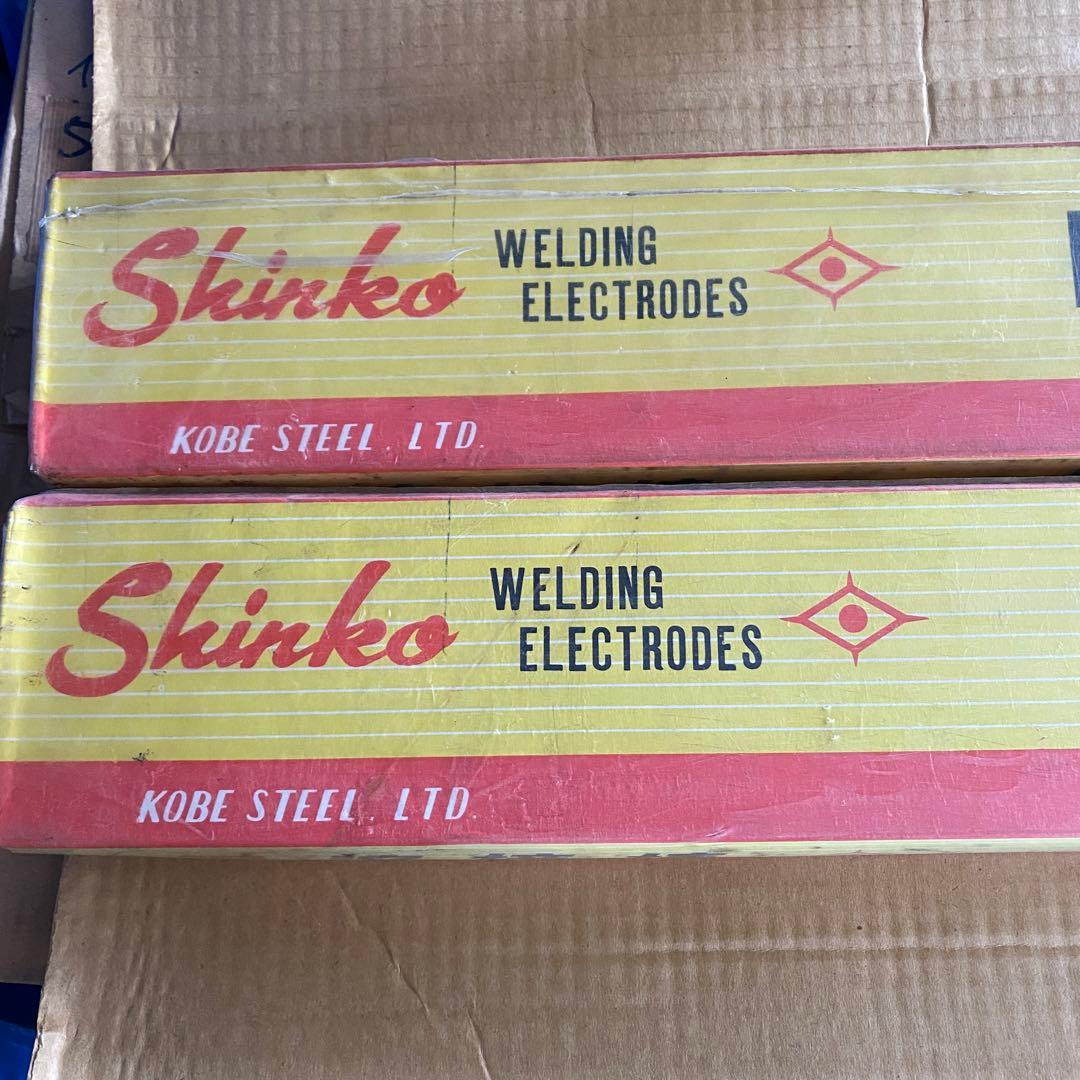 Shinko
WELDING
ELECTRODES
KOBE STEEL, LTD.
Shinko
WELDING
ELECTRODES
KOBE STEEL, LTD.